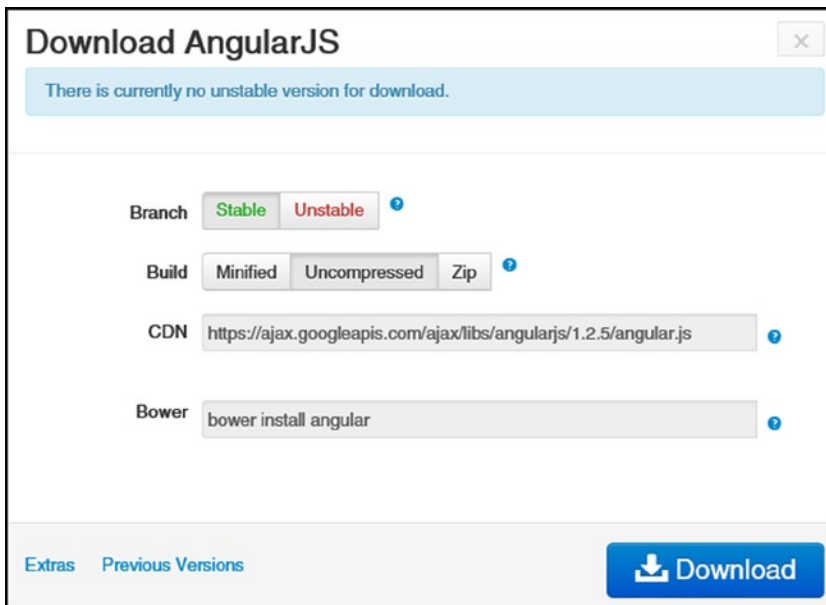 Download AngularJS
×
There is currently no unstable version for download.
Branch Stable Unstable ?
Build Minified Uncompressed Zip ?
CDN https://ajax.googleapis.com/ajax/libs/angularjs/1.2.5/angular.js ?
Bower bower install angular ?
Extras Previous Versions Download